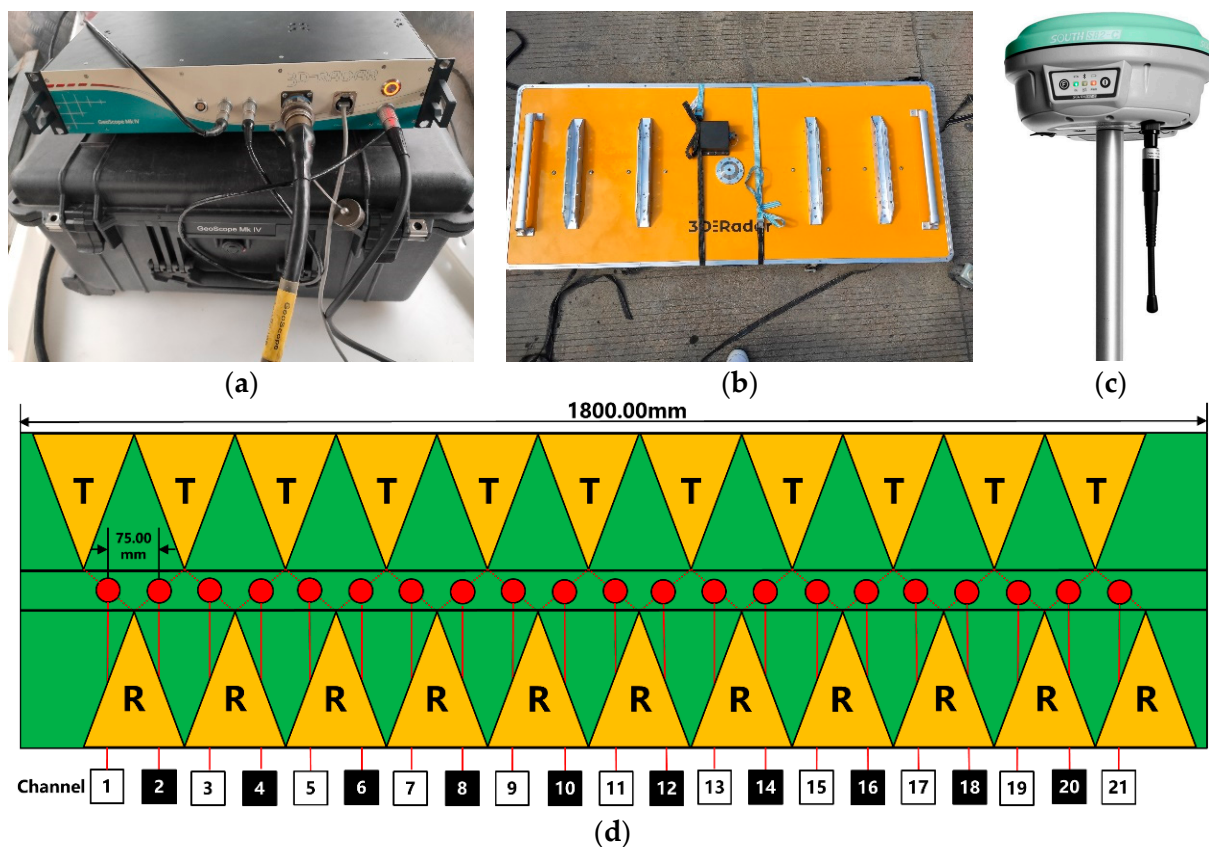 GeoScope Mk IV
GeoScope Mk IV
GeoScope
3D-Radar
SOUTH
(a)
(b)
(c)
1800.00mm
T T T T T T T T T T T
75.00
mm
R R R R R R R R R R R
Channel 1 2 3 4 5 6 7 8 9 10 11 12 13 14 15 16 17 18 19 20 21
(d)